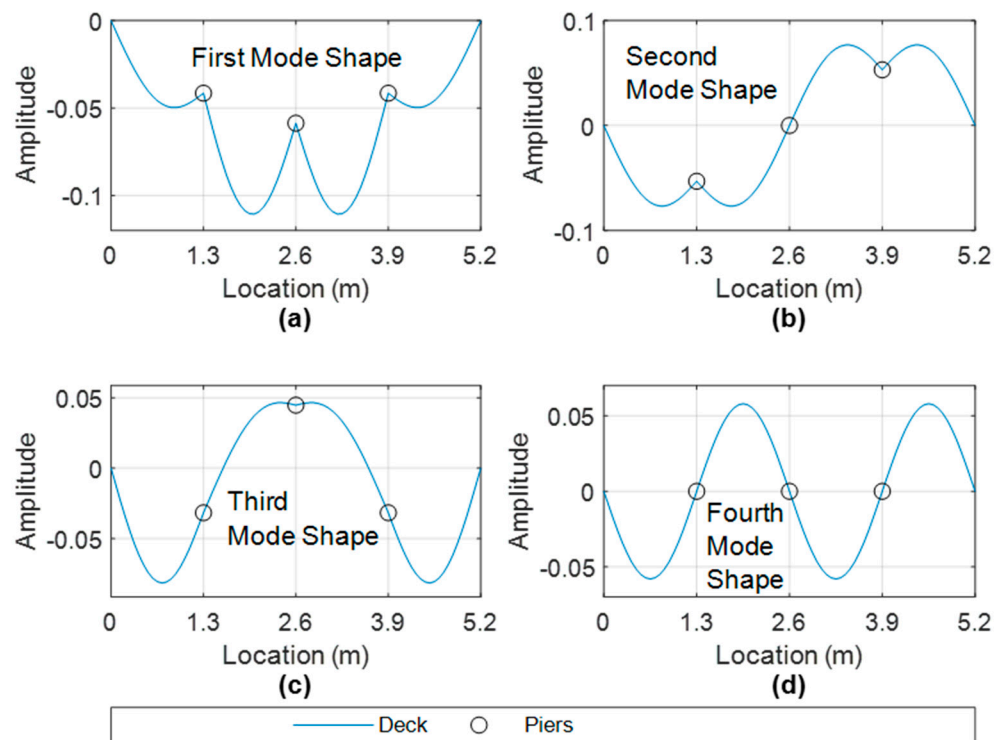 0
-0.05
-0.1
Amplitude
First Mode Shape
0 1.3 2.6 3.9 5.2
Location (m)
(a)
0.1
0
-0.1
Amplitude
Second
Mode Shape
0 1.3 2.6 3.9 5.2
Location (m)
(b)
0.05
0
-0.05
Amplitude
Third
Mode Shape
0 1.3 2.6 3.9 5.2
Location (m)
(c)
0.05
0
-0.05
Amplitude
Fourth
Mode
Shape
0 1.3 2.6 3.9 5.2
Location (m)
(d)
Deck Piers